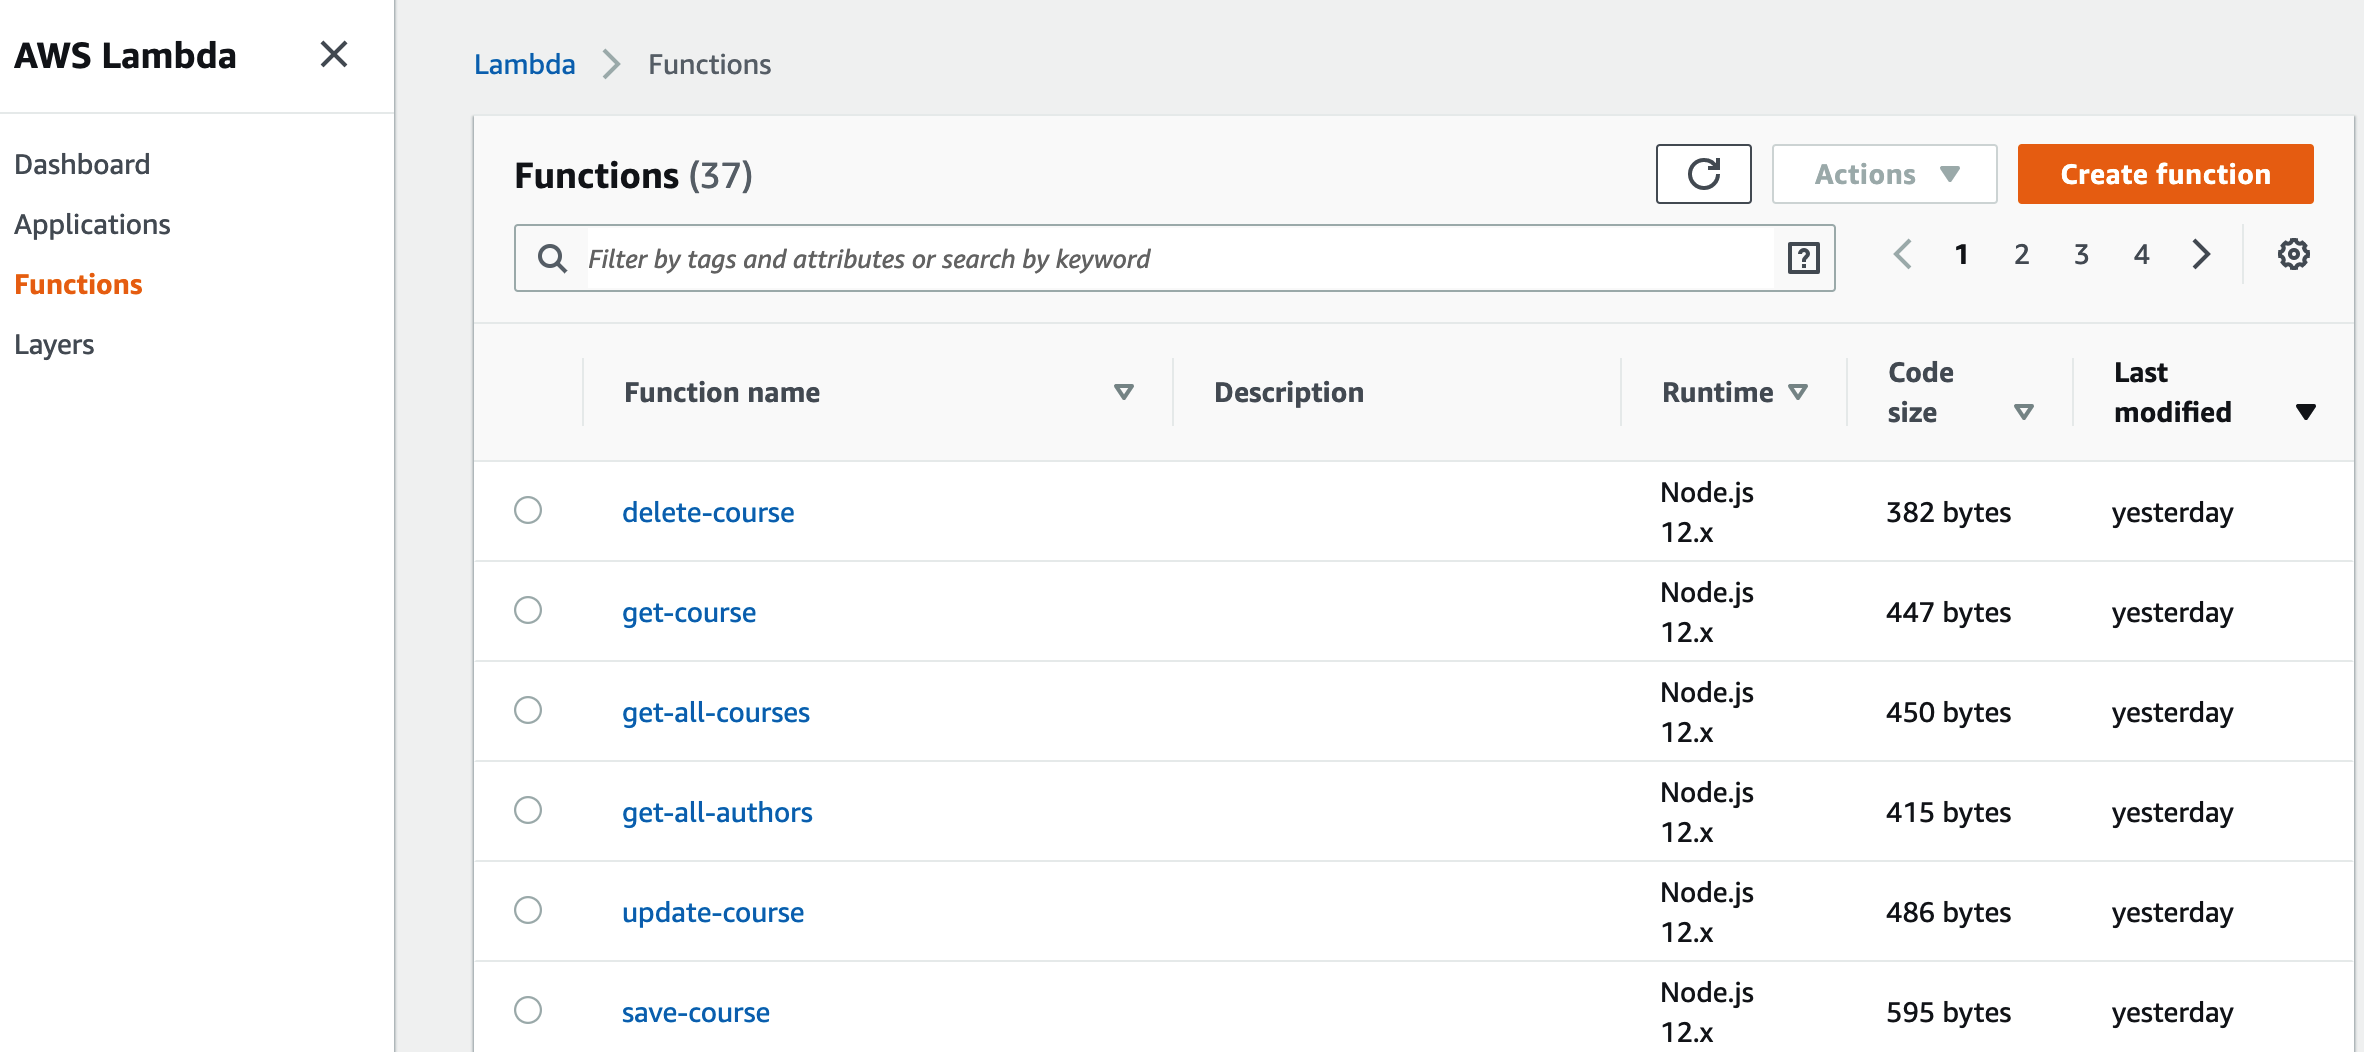 AWS Lambda
Dashboard
Applications
Functions
Layers
Lambda > Functions
Functions (37)
Actions
Create function
Filter by tags and attributes or search by keyword
1 2 3 4
Function name Description Runtime Code size Last modified
delete-course Node.js 12.x 382 bytes yesterday
get-course Node.js 12.x 447 bytes yesterday
get-all-courses Node.js 12.x 450 bytes yesterday
get-all-authors Node.js 12.x 415 bytes yesterday
update-course Node.js 12.x 486 bytes yesterday
save-course Node.js 12.x 595 bytes yesterday